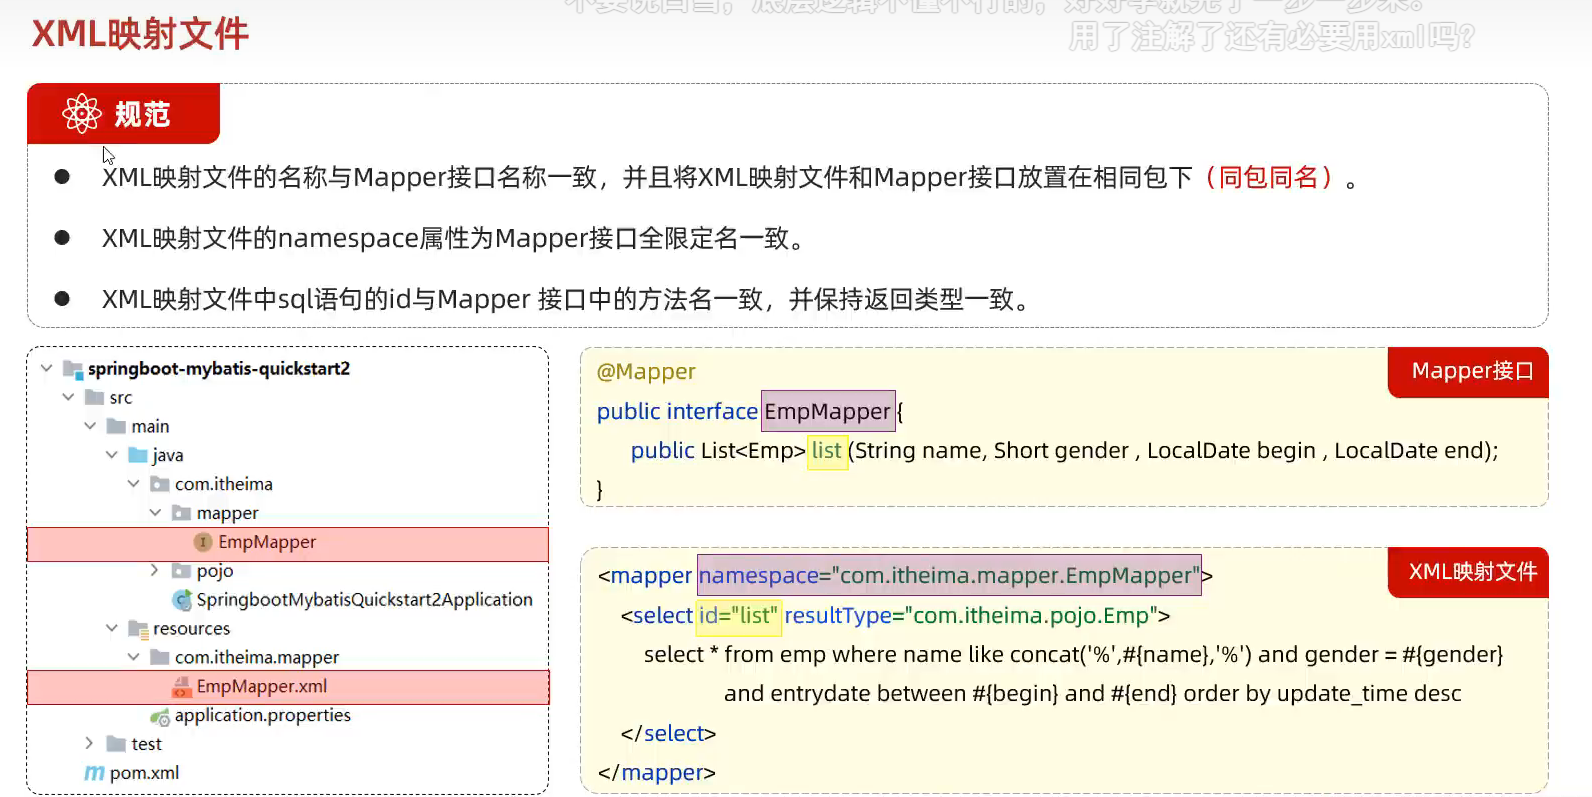 用了注解了还有必要用xml吗?
XML映射文件
规范
XML映射文件的名称与Mapper接口名称一致，并且将XML映射文件和Mapper接口放置在相同包下（同包同名）。
XML映射文件的namespace属性为Mapper接口全限定名一致。
XML映射文件中sql语句的id与Mapper 接口中的方法名一致，并保持返回类型一致。
springboot-mybatis-quickstart2
src
main
java
com.itheima
mapper
EmpMapper
pojo
SpringbootMybatisQuickstart2Application
resources
com.itheima.mapper
EmpMapper.xml
application.properties
test
pom.xml
Mapper接口
@Mapper
public interface EmpMapper {
public List<Emp> list (String name, Short gender , LocalDate begin , LocalDate end);
}
XML映射文件
<mapper namespace="com.itheima.mapper.EmpMapper">
<select id="list" resultType="com.itheima.pojo.Emp">
select * from emp where name like concat('%',#{name},'%') and gender = #{gender}
and entrydate between #{begin} and #{end} order by update_time desc
</select>
</mapper>